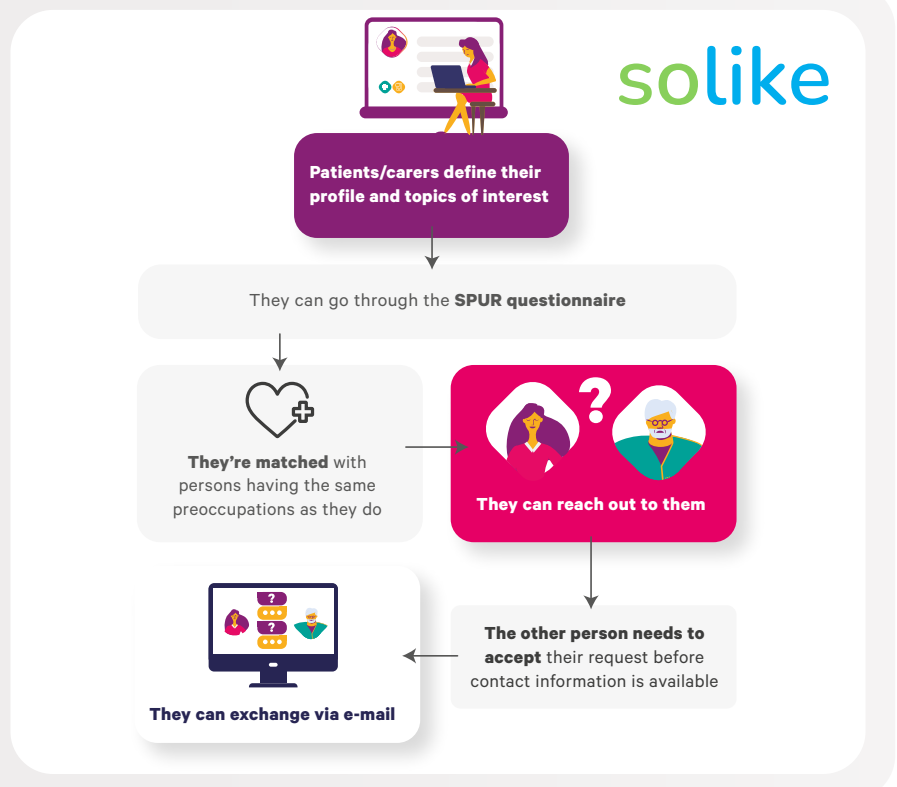 solike
Patients/carers define their
profile and topics of interest
They can go through the SPUR questionnaire
They're matched with
persons having the same
preoccupations as they do
?
They can reach out to them
The other person needs to
accept their request before
contact information is available
?
?
They can exchange via e-mail